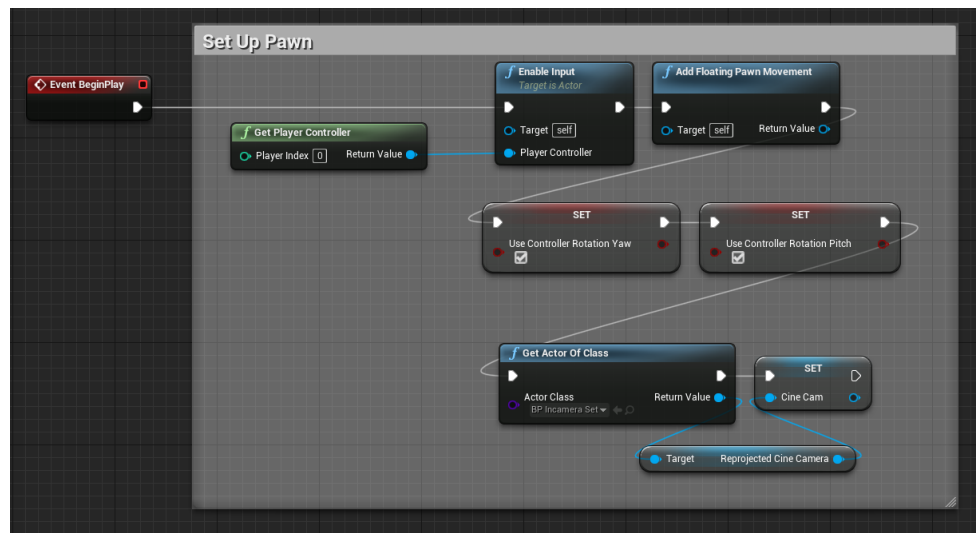 Set Up Pawn
Event BeginPlay
Enable Input
Target is Actor
Target self
Player Controller
Add Floating Pawn Movement
Target self Return Value
Get Player Controller
Player Index 0 Return Value
SET
Use Controller Rotation Yaw
SET
Use Controller Rotation Pitch
Get Actor Of Class
Actor Class Return Value
BP Incamera Set
SET
Cine Cam
Target Reprojected Cine Camera